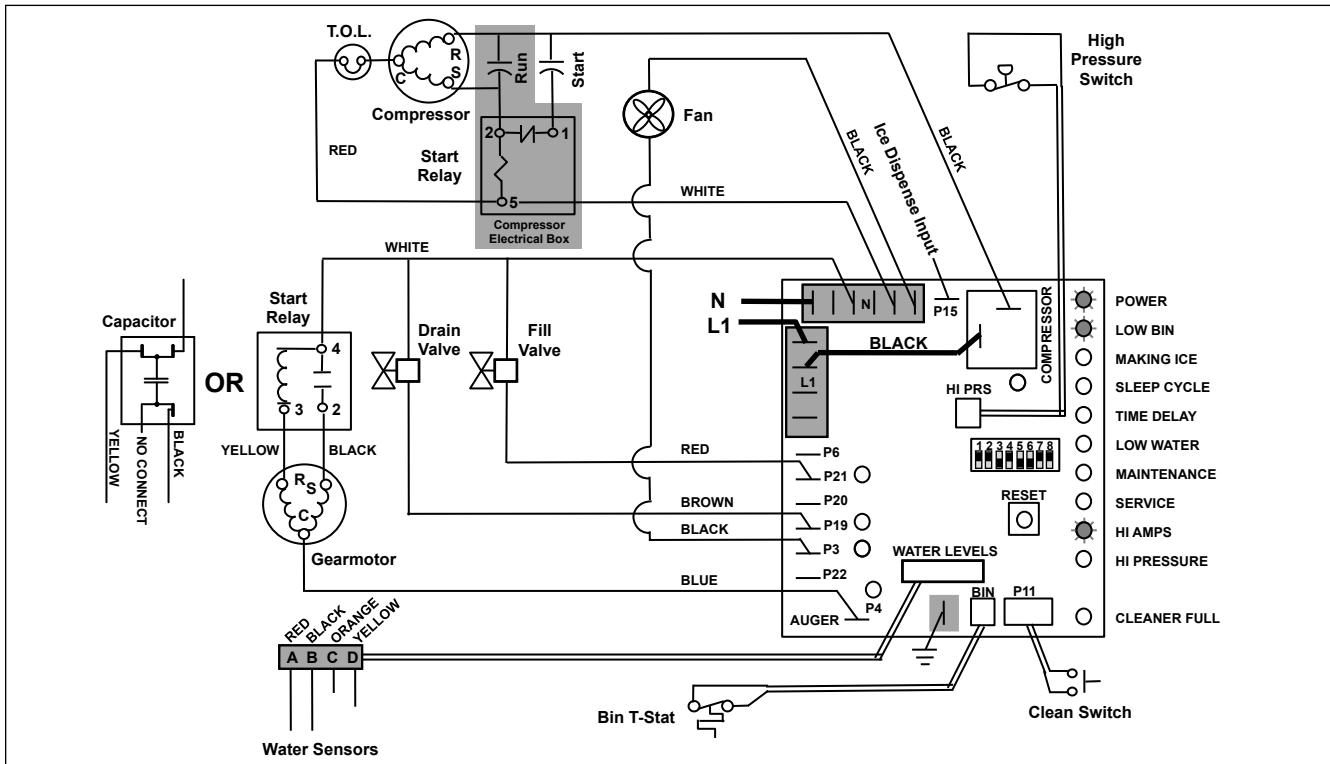 T.O.L.
R
S
C
Compressor
Run
Start
RED
2
1
Start
Relay
5
Compressor
Electrical Box
WHITE
Fan
BLACK
Ice Dispense Input
BLACK
High
Pressure
Switch
WHITE
Capacitor
OR
Start
Relay
4
3
2
YELLOW
NO CONNECT
BLACK
YELLOW
BLACK
R
S
C
Gearmotor
Drain
Valve
Fill
Valve
N
L1
N
P15
BLACK
L1
COMPRESSOR
HI PRS
1 2 3 4 5 6 7 8
RESET
RED
BROWN
BLACK
BLUE
P6
P21
P20
P19
P3
P22
P4
AUGER
WATER LEVELS
BIN
P11
POWER
LOW BIN
MAKING ICE
SLEEP CYCLE
TIME DELAY
LOW WATER
MAINTENANCE
SERVICE
HI AMPS
HI PRESSURE
CLEANER FULL
RED
BLACK
ORANGE
YELLOW
A B C D
Water Sensors
Bin T-Stat
Clean Switch